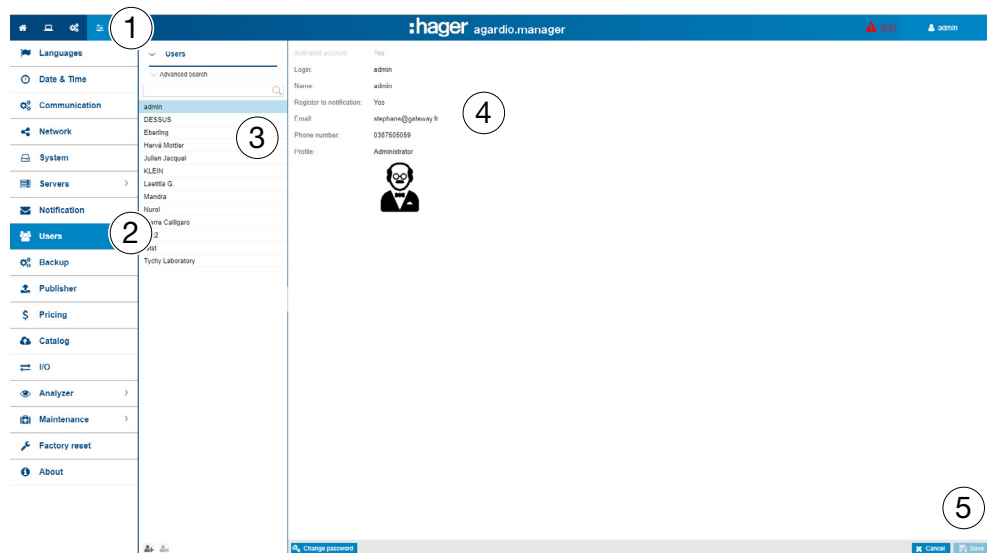 1
:hager agardio.manager
0(0)
admin
Languages
Date & Time
Communication
Network
System
Servers
Notification
Users
Backup
Publisher
Pricing
Catalog
I/O
Analyzer
Maintenance
Factory reset
About
2
Users
Advanced search
admin
DESSUS
Eberling
Hervé Mottier
Julien Jacquel
KLEIN
Laetitia G.
Mandra
Nurol
Calligaro
Tychy Laboratory
3
Activated account: Yes
Login: admin
Name: admin
Register to notification: Yes
Email: stephane@gateway.fr
Phone number: 0387505059
Profile: Administrator
4
5
Change password
Cancel
Save